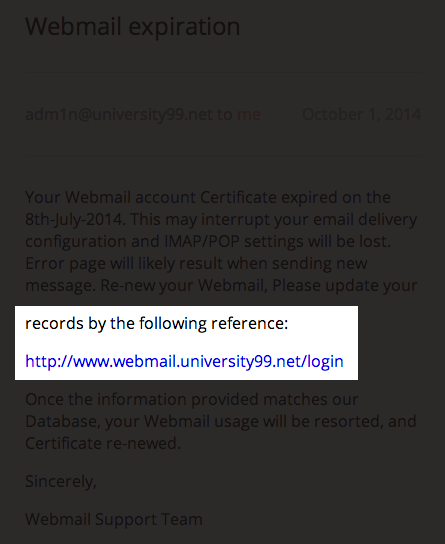 Webmail expiration
adm1n@university99.net to me October 1, 2014
Your Webmail account Certificate expired on the
8th-July-2014. This may interrupt your email delivery
configuration and IMAP/POP settings will be lost.
Error page will likely result when sending new
message. Re-new your Webmail, Please update your
records by the following reference:
http://www.webmail.university99.net/login
Once the information provided matches our
Database, your Webmail usage will be resorted, and
Certificate re-newed.
Sincerely,
Webmail Support Team